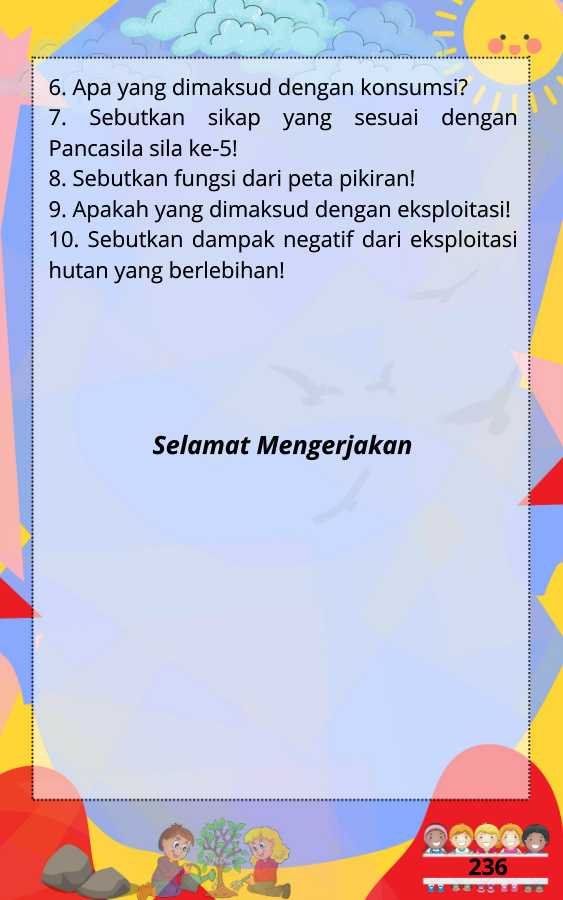 6. Apa yang dimaksud dengan konsumsi?
7. Sebutkan sikap yang sesuai dengan
Pancasila sila ke-5!
8. Sebutkan fungsi dari peta pikiran!
9. Apakah yang dimaksud dengan eksploitasi!
10. Sebutkan dampak negatif dari eksploitasi
hutan yang berlebihan!
Selamat Mengerjakan
236